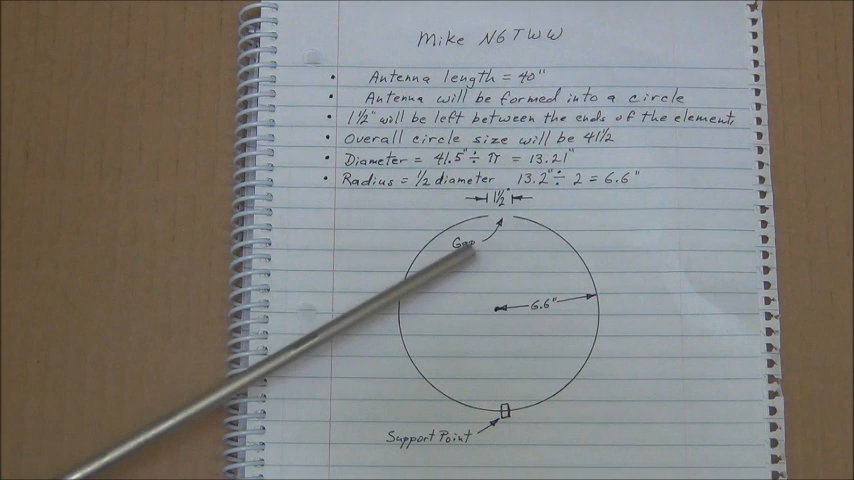 Mike N6TWW
• Antenna length = 40"
• Antenna will be formed into a circle
• 1½" will be left between the ends of the element,
• Overall circle size will be 41½
• Diameter = 41.5" ÷ π = 13.21"
• Radius = ½ diameter 13.2" ÷ 2 = 6.6"
1½"
Gap
6.6"
Support Point